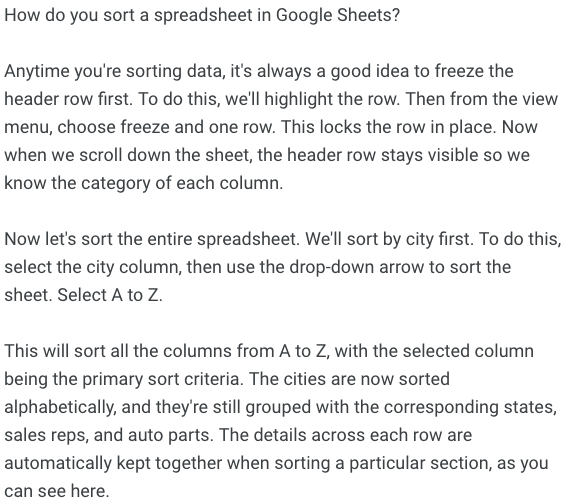 How do you sort a spreadsheet in Google Sheets?
Anytime you're sorting data, it's always a good idea to freeze the
header row first. To do this, we'll highlight the row. Then from the view
menu, choose freeze and one row. This locks the row in place. Now
when we scroll down the sheet, the header row stays visible so we
know the category of each column.
Now let's sort the entire spreadsheet. We'll sort by city first. To do this,
select the city column, then use the drop-down arrow to sort the
sheet. Select A to Z.
This will sort all the columns from A to Z, with the selected column
being the primary sort criteria. The cities are now sorted
alphabetically, and they're still grouped with the corresponding states,
sales reps, and auto parts. The details across each row are
automatically kept together when sorting a particular section, as you
can see here.